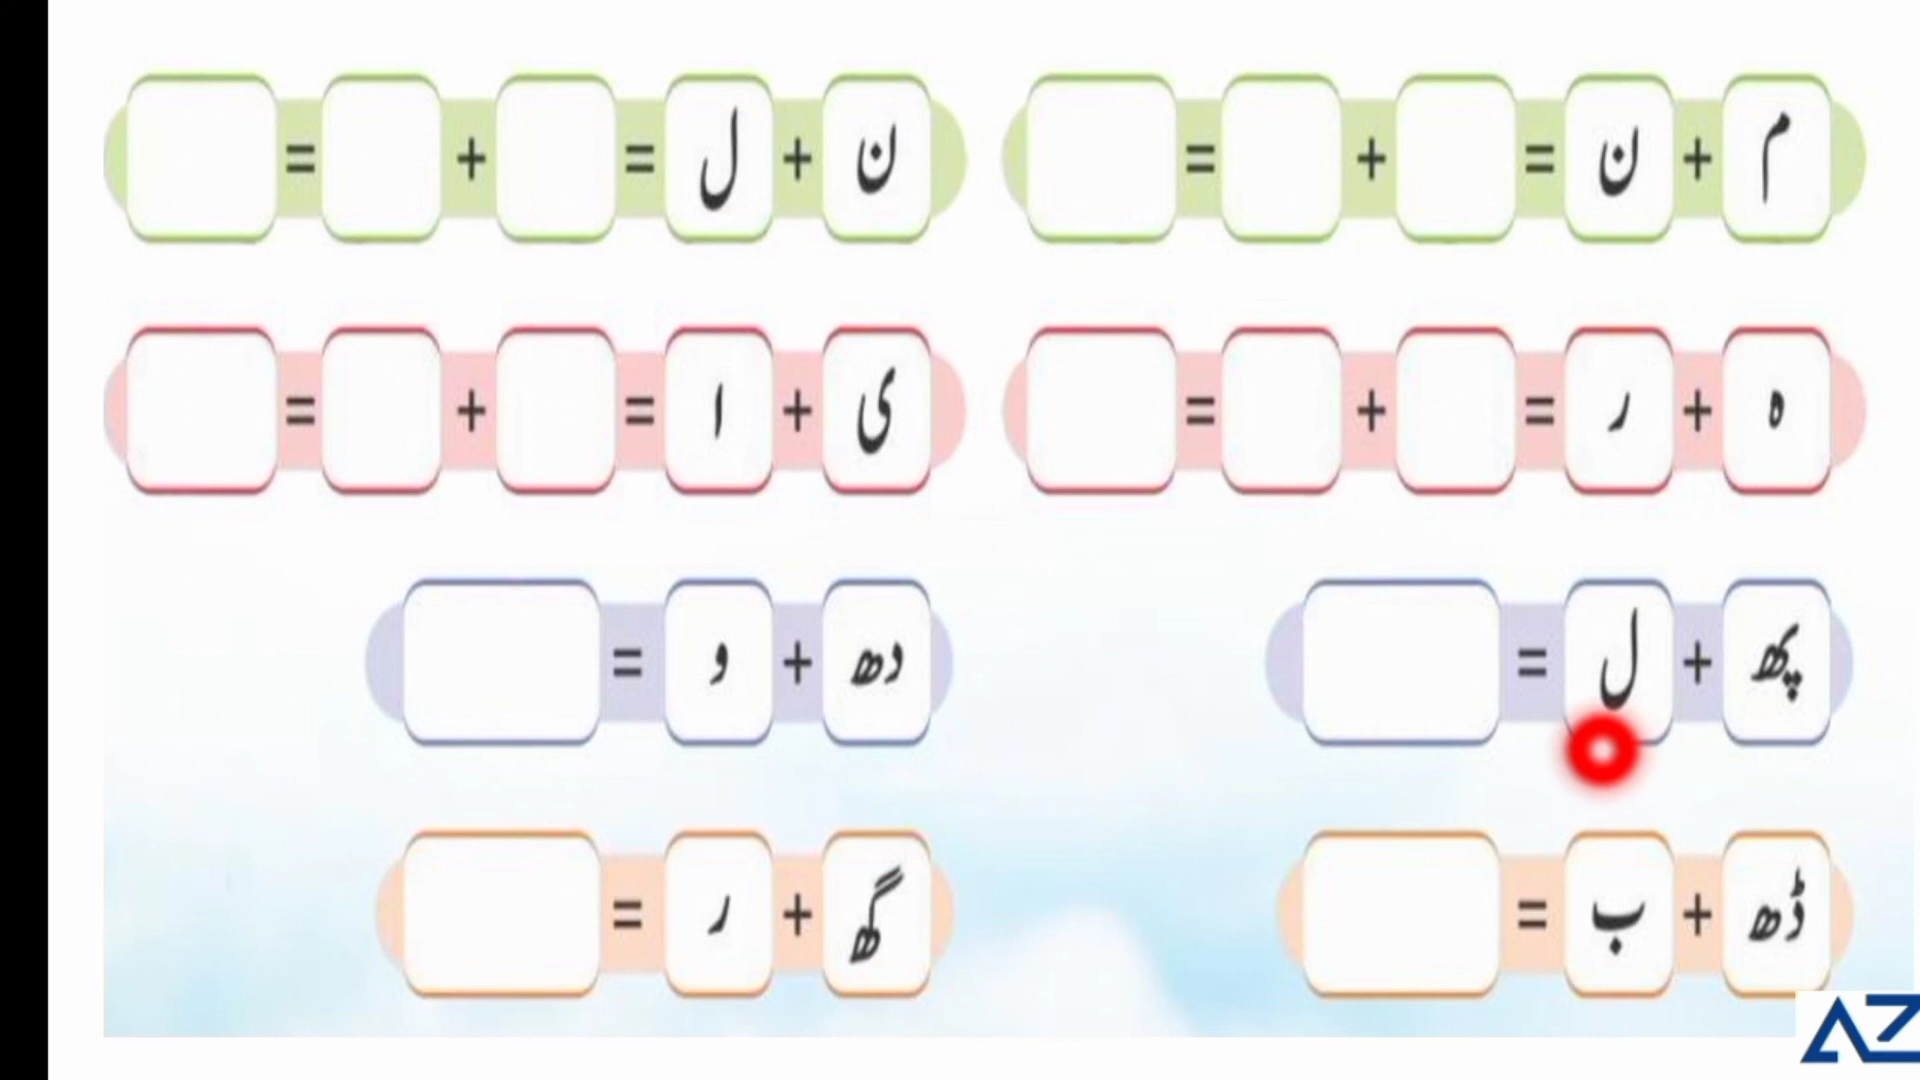 م + ن = + = ن + ل = + =
ہ + ر = + = ی + ا = + =
پھ + ل = دھ + و =
ڈھ + ب = گھ + ر =
AZ